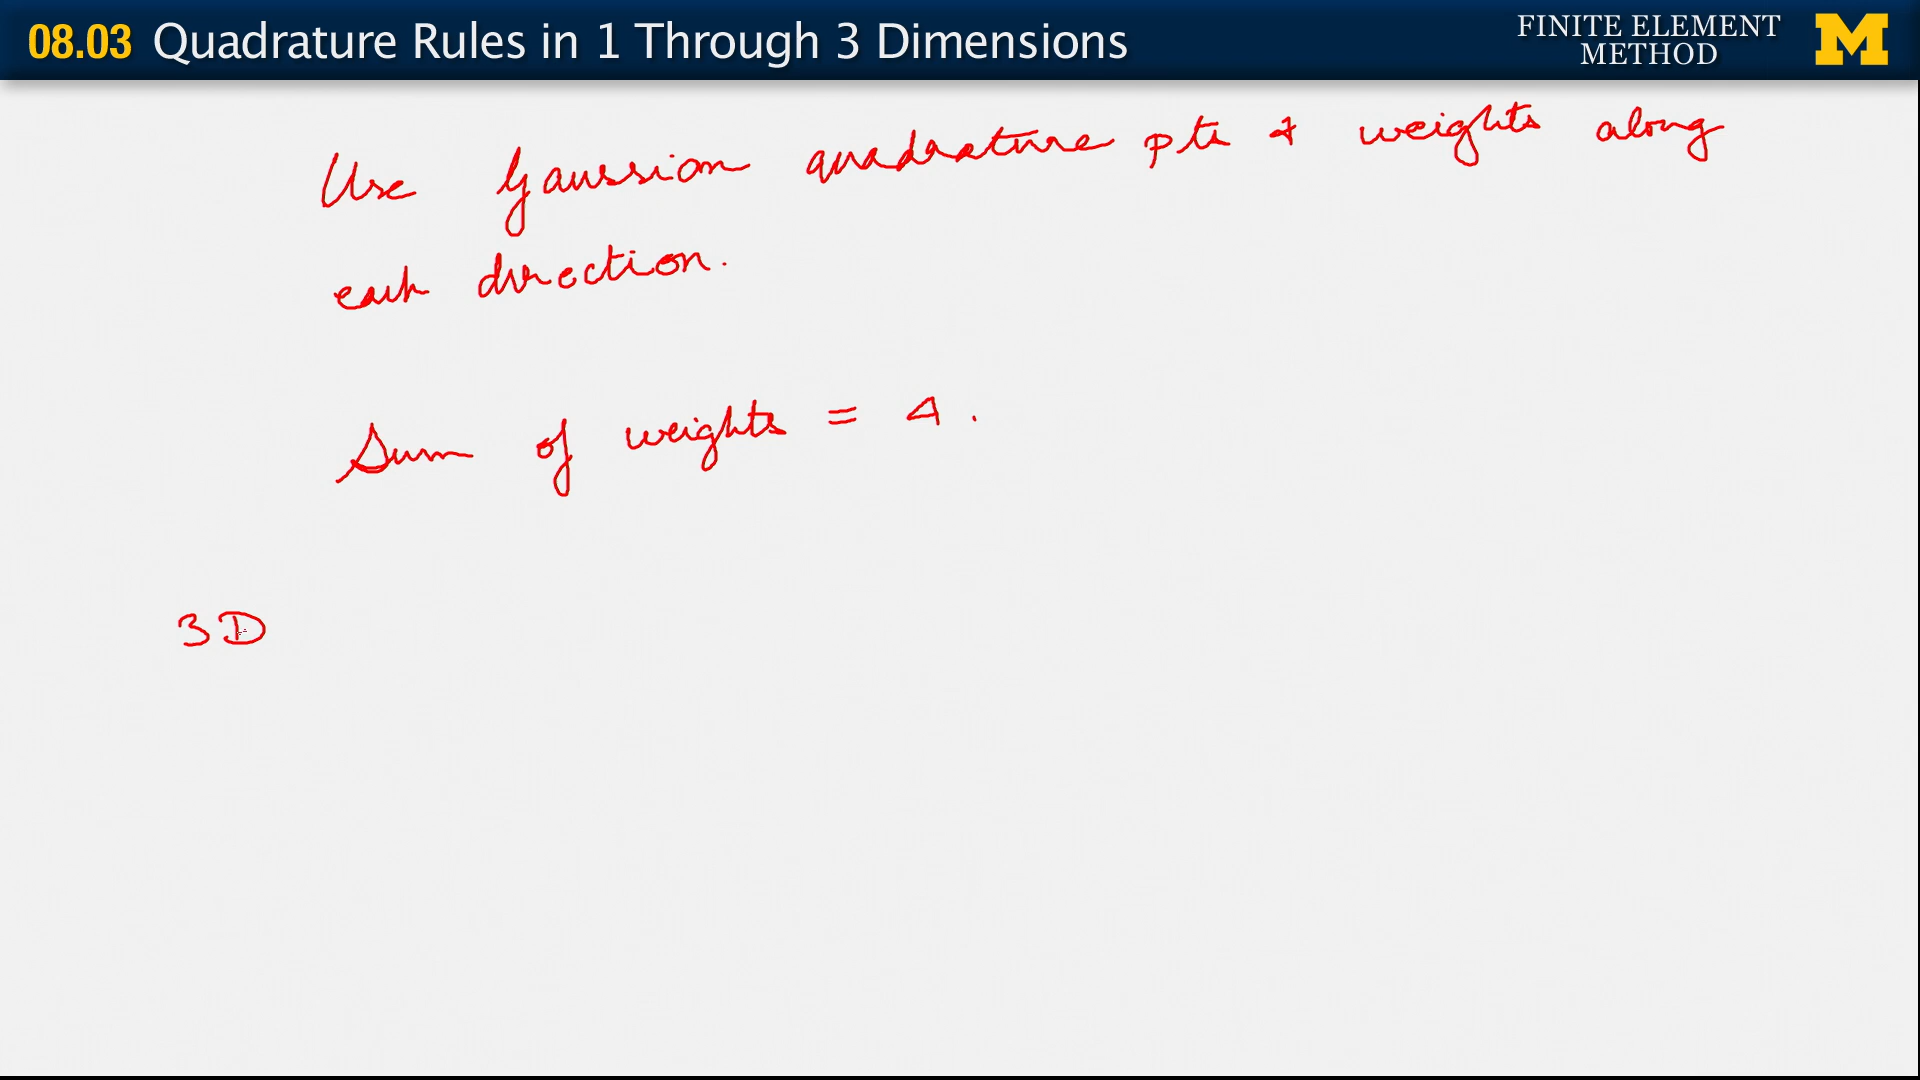 08.03 Quadrature Rules in 1 Through 3 Dimensions
FINITE ELEMENT
METHOD
M
Use Gaussian quadrature pts & weights along
each direction.
Sum of weights = 4.
3D